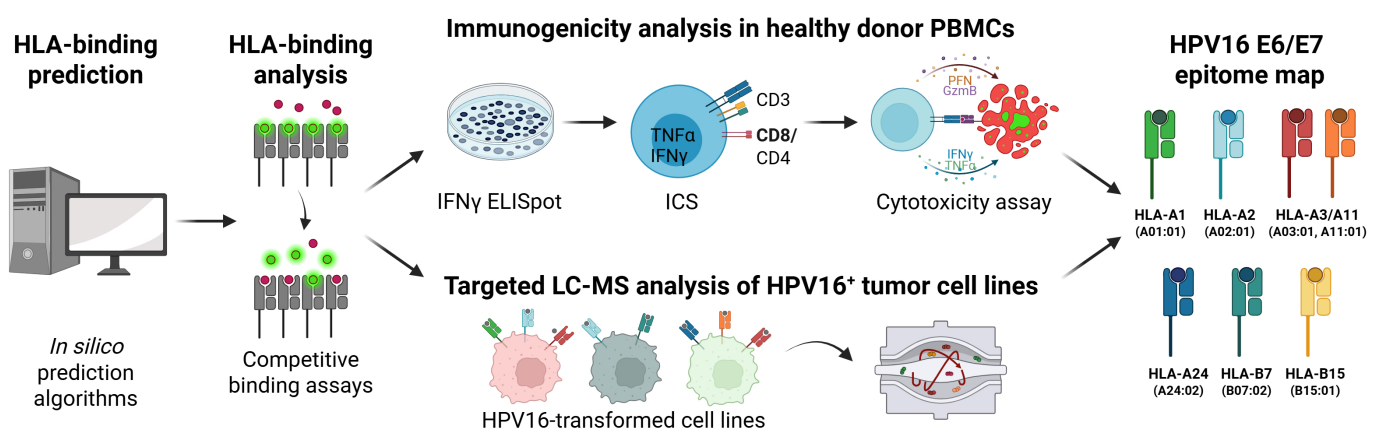 HLA-binding
prediction
In silico
prediction
algorithms
HLA-binding
analysis
Competitive
binding assays
Immunogenicity analysis in healthy donor PBMCs
IFNγ ELISpot
TNFα
IFNγ
CD3
CD8/
CD4
ICS
PFN
GzmB
IFNγ
TNFα
Cytotoxicity assay
Targeted LC-MS analysis of HPV16⁺ tumor cell lines
HPV16-transformed cell lines
HPV16 E6/E7
epitome map
HLA-A1
(A01:01)
HLA-A2
(A02:01)
HLA-A3/A11
(A03:01, A11:01)
HLA-A24
(A24:02)
HLA-B7
(B07:02)
HLA-B15
(B15:01)